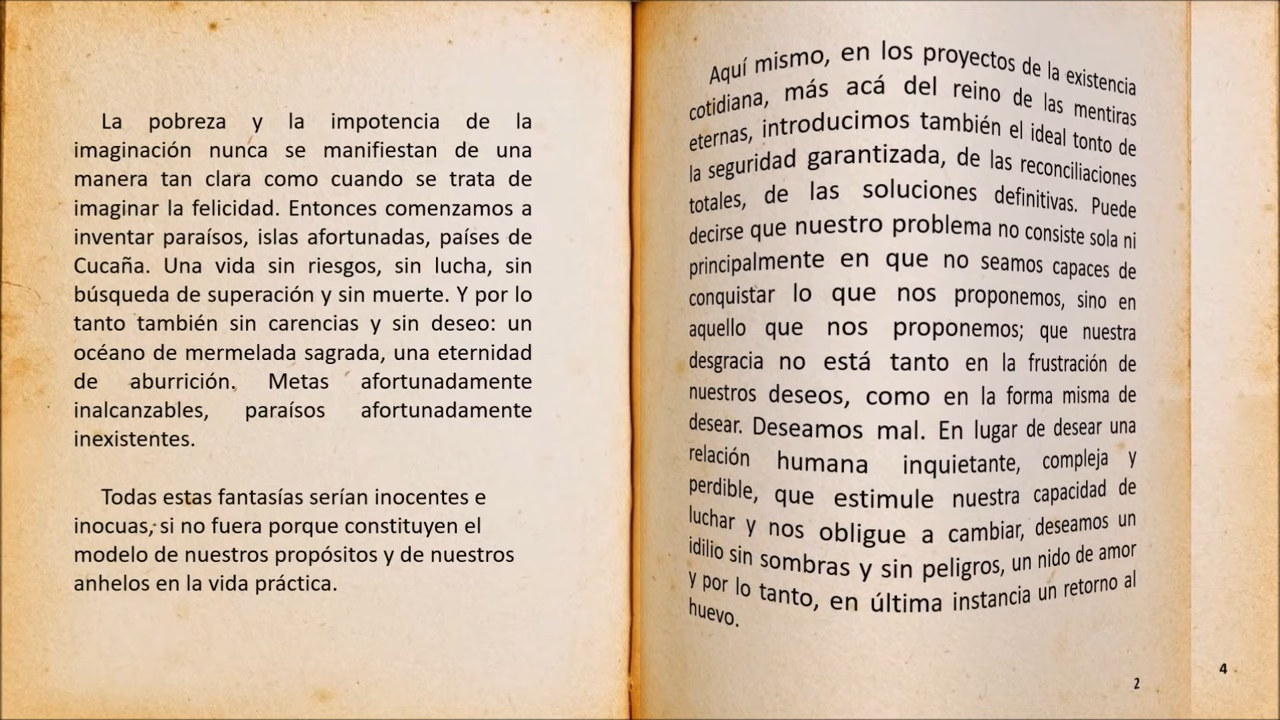 La pobreza y la impotencia de la
imaginación nunca se manifiestan de una
manera tan clara como cuando se trata de
imaginar la felicidad. Entonces comenzamos a
inventar paraísos, islas afortunadas, países de
Cucaña. Una vida sin riesgos, sin lucha, sin
búsqueda de superación y sin muerte. Y por lo
tanto también sin carencias y sin deseo: un
océano de mermelada sagrada, una eternidad
de aburrición. Metas afortunadamente
inalcanzables, paraísos afortunadamente
inexistentes.
Todas estas fantasías serían inocentes e
inocuas, si no fuera porque constituyen el
modelo de nuestros propósitos y de nuestros
anhelos en la vida práctica.
Aquí mismo, en los proyectos de la existencia
cotidiana, más acá del reino de las mentiras
eternas, introducimos también el ideal tonto de
la seguridad garantizada, de las reconciliaciones
totales, de las soluciones definitivas. Puede
decirse que nuestro problema no consiste sola ni
principalmente en que no seamos capaces de
conquistar lo que nos proponemos, sino en
aquello que nos proponemos; que nuestra
desgracia no está tanto en la frustración de
nuestros deseos, como en la forma misma de
desear. Deseamos mal. En lugar de desear una
relación humana inquietante, compleja y
perdible, que estimule nuestra capacidad de
luchar y nos obligue a cambiar, deseamos un
idilio sin sombras y sin peligros, un nido de amor
y por lo tanto, en última instancia un retorno al
huevo.
2
4